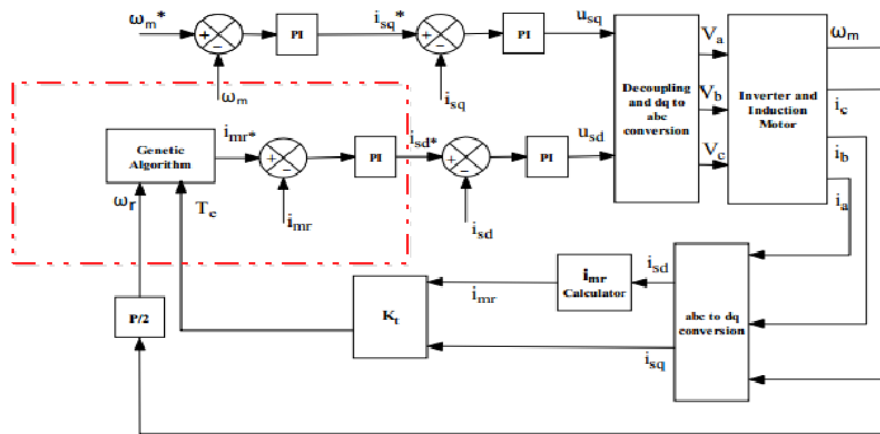 ωm*
+
−
PI
isq*
+
−
PI
usq
ωm
isq
Decoupling
and dq to
abc
conversion
Va
Vb
Vc
Inverter and
Induction
Motor
ωm
ic
ib
ia
Genetic
Algorithm
imr*
+
−
PI
isd*
+
−
PI
usd
imr
isd
ωr
Te
P/2
Kt
imr
imr
Calculator
isd
isq
abc to dq
conversion